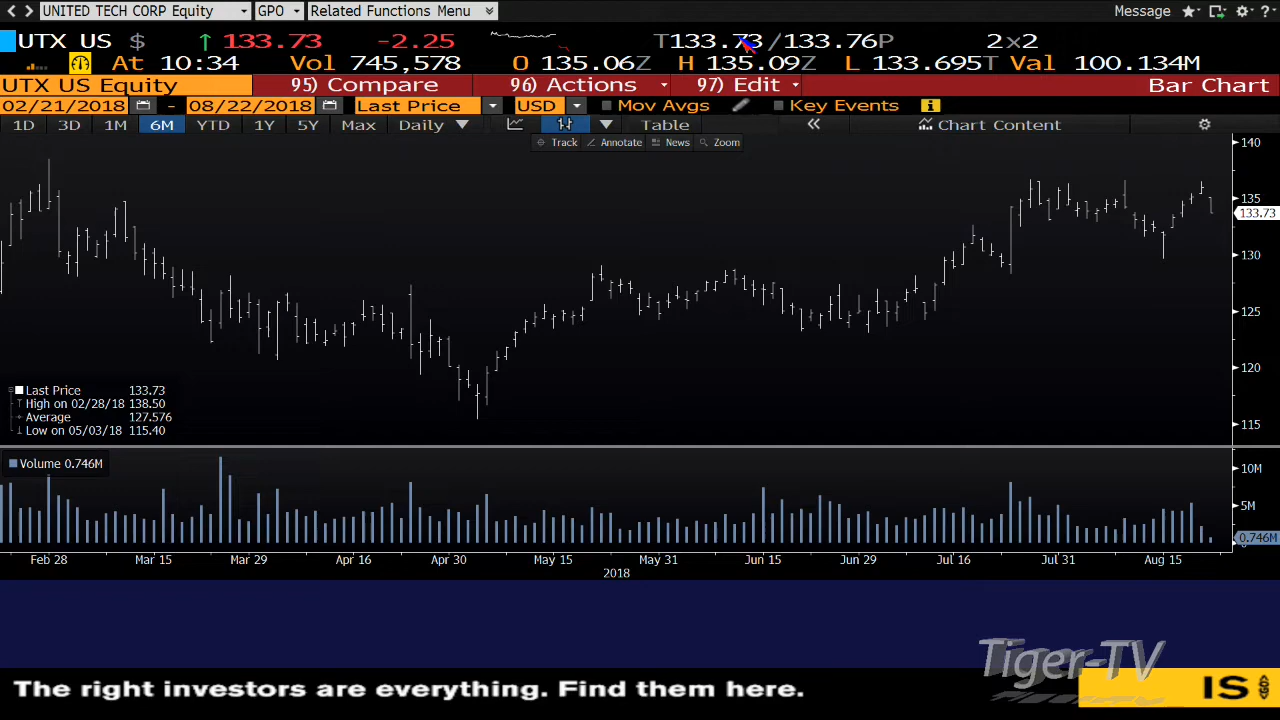 UNITED TECH CORP Equity GPO Related Functions Menu Message
UTX US $ ↑ 133.73 -2.25 T133.73 /133.76P 2×2
At 10:34 Vol 745,578 O 135.06Z H 135.09Z L 133.695T Val 100.134M
UTX US Equity 95) Compare 96) Actions 97) Edit Bar Chart
02/21/2018 - 08/22/2018 Last Price USD Mov Avgs Key Events
1D 3D 1M 6M YTD 1Y 5Y Max Daily Table « Chart Content
Track Annotate News Zoom
140
135
133.73
130
125
120
115
Last Price 133.73
High on 02/28/18 138.50
Average 127.576
Low on 05/03/18 115.40
Volume 0.746M
10M
5M
0.746M
0
Feb 28 Mar 15 Mar 29 Apr 16 Apr 30 May 15 May 31 Jun 15 Jun 29 Jul 16 Jul 31 Aug 15
2018
Tiger-TV
The right investors are everything. Find them here.
IS